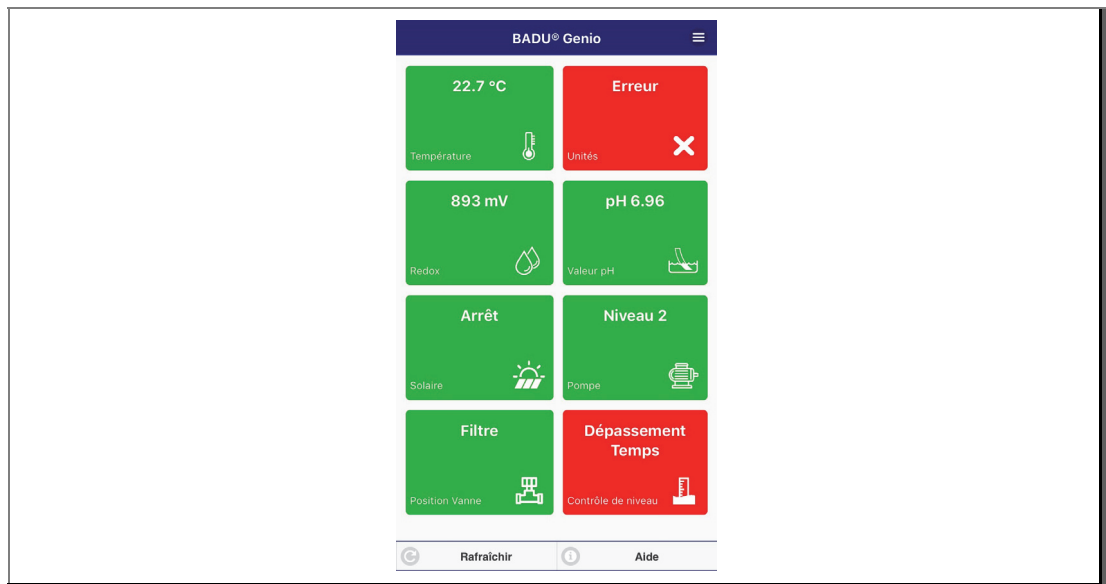 BADU® Genio
22.7 °C
Température
Erreur
Unités
893 mV
Redox
pH 6.96
Valeur pH
Arrêt
Solaire
Niveau 2
Pompe
Filtre
Position Vanne
Dépassement
Temps
Contrôle de niveau
Rafraîchir
Aide